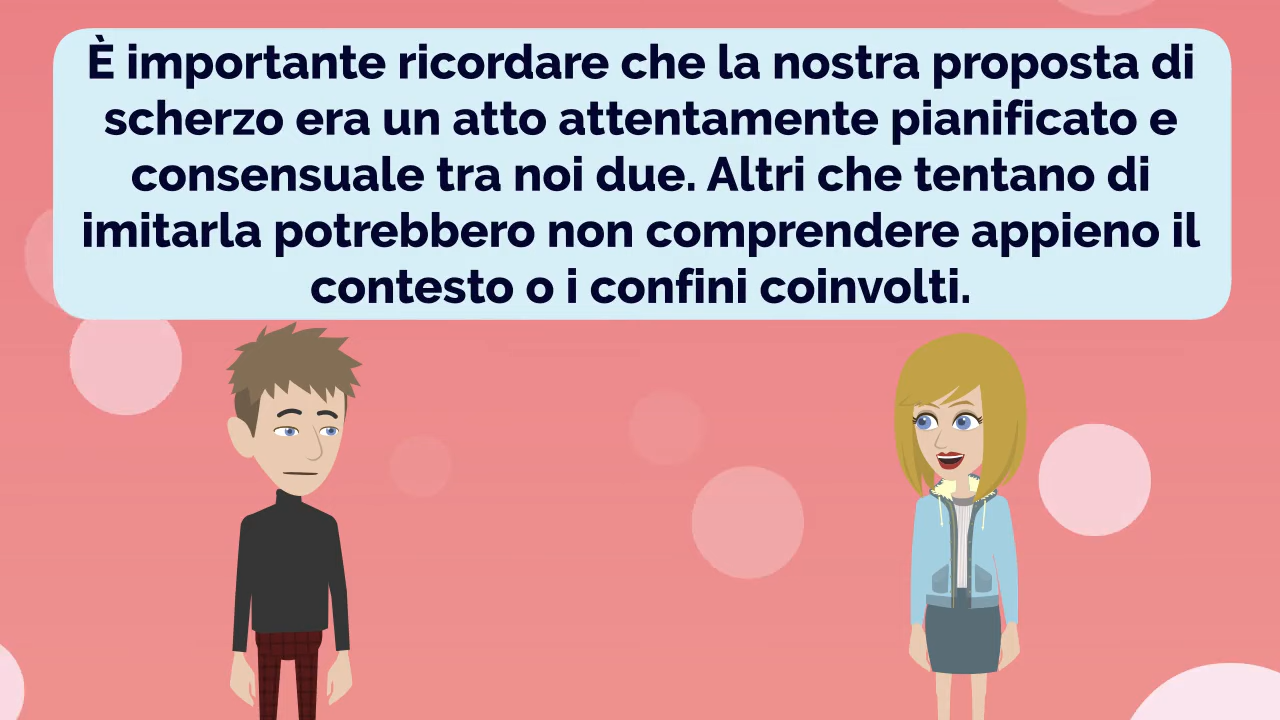 È importante ricordare che la nostra proposta di
scherzo era un atto attentamente pianificato e
consensuale tra noi due. Altri che tentano di
imitarla potrebbero non comprendere appieno il
contesto o i confini coinvolti.